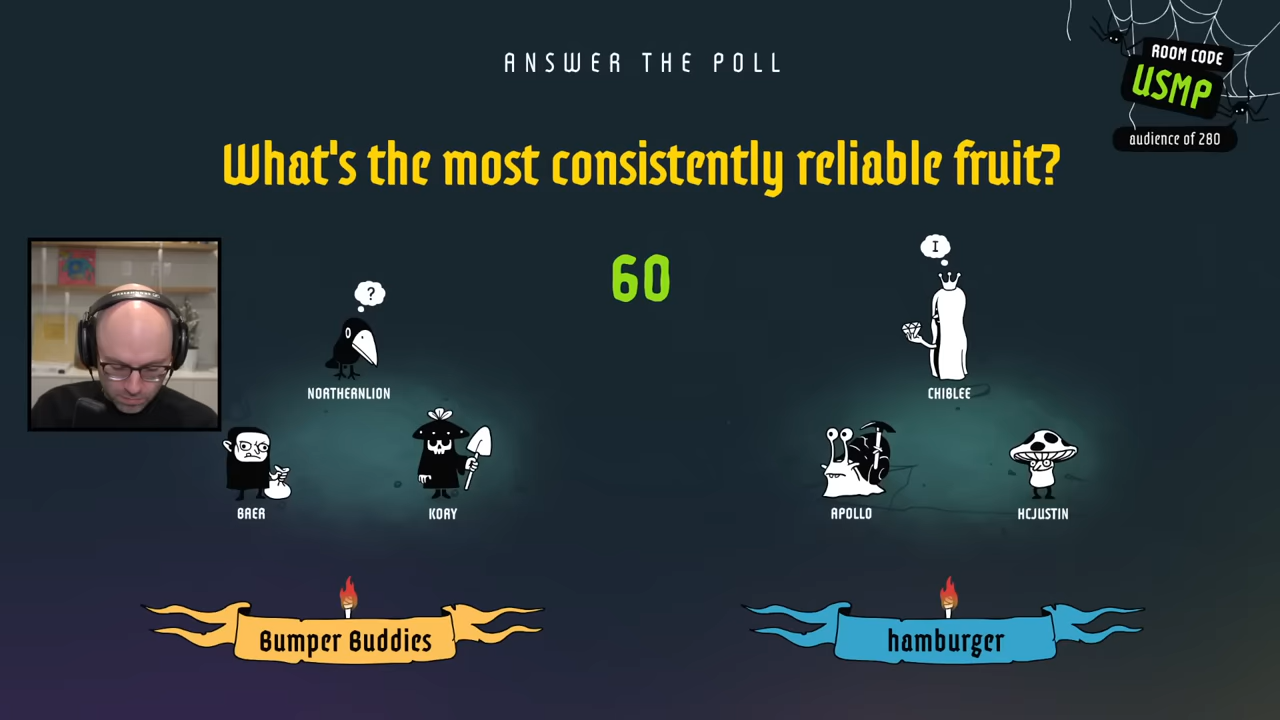 ANSWER THE POLL
ROOM CODE
USMP
audience of 280
What's the most consistently reliable fruit?
60
?
I
NORTHERNLION
CHIBLEE
BAER
KORY
APOLLO
HCJUSTIN
Bumper Buddies
hamburger